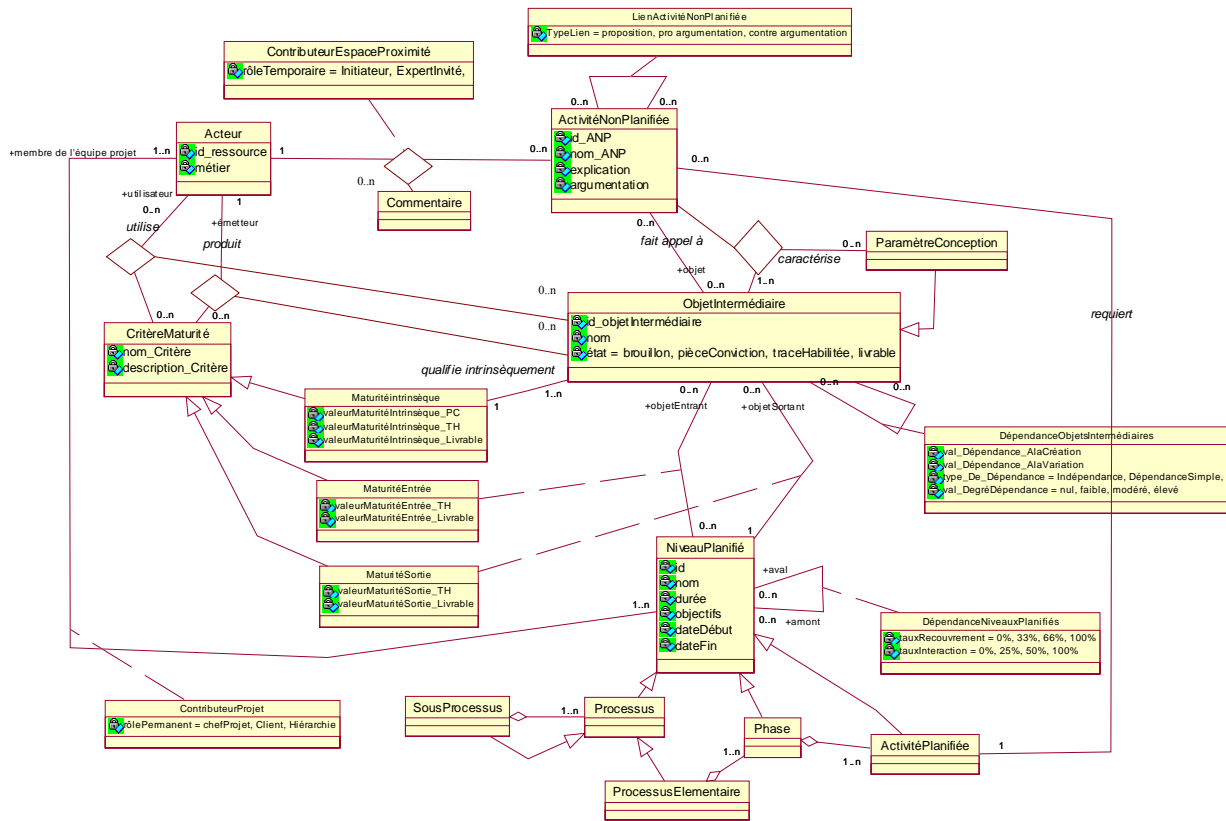 LienActivitéNonPlanifiée
TypeLien = proposition, pro argumentation, contre argumentation
ContributeurEspaceProximité
rôleTemporaire = Initiateur, ExpertInvité,
0..n
0..n
ActivitéNonPlanifiée
id_ANP
nom_ANP
explication
argumentation
Acteur
id_ressource
métier
+membre de l'équipe projet
1..n
1
0..n
0..n
0..n
Commentaire
+utilisateur
0..n
utilise
1
+émetteur
produit
0..n
fait appel à
+objet
0..n
caractérise
0..n
1..n
ParamètreConception
requiert
0..n
0..n
0..n
0..n
ObjetIntermédiaire
id_objetIntermédiaire
nom
état = brouillon, pièceConviction, traceHabilitée, livrable
CritèreMaturité
nom_Critère
description_Critère
qualifie intrinsèquement
1
1..n
MaturitéIntrinsèque
valeurMaturitéIntrinsèque_PC
valeurMaturitéIntrinsèque_TH
valeurMaturitéIntrinsèque_Livrable
0..n
+objetEntrant
0..n
+objetSortant
0..n
0..n
DépendanceObjetsIntermédiaires
val_Dépendance_AlaCréation
val_Dépendance_AlaVariation
type_De_Dépendance = Indépendance, DépendanceSimple,
val_DegréDépendance = nul, faible, modéré, élevé
MaturitéEntrée
valeurMaturitéEntrée_TH
valeurMaturitéEntrée_Livrable
MaturitéSortie
valeurMaturitéSortie_TH
valeurMaturitéSortie_Livrable
0..n
1
NiveauPlanifié
id
nom
durée
objectifs
dateDébut
dateFin
1..n
+aval
0..n
+amont
0..n
DépendanceNiveauxPlanifiés
tauxRecouvrement = 0%, 33%, 66%, 100%
tauxInteraction = 0%, 25%, 50%, 100%
ContributeurProjet
rôlePermanent = chefProjet, Client, Hiérarchie
SousProcessus
1..n
Processus
Phase
1..n
1..n
ActivitéPlanifiée
1
ProcessusElementaire